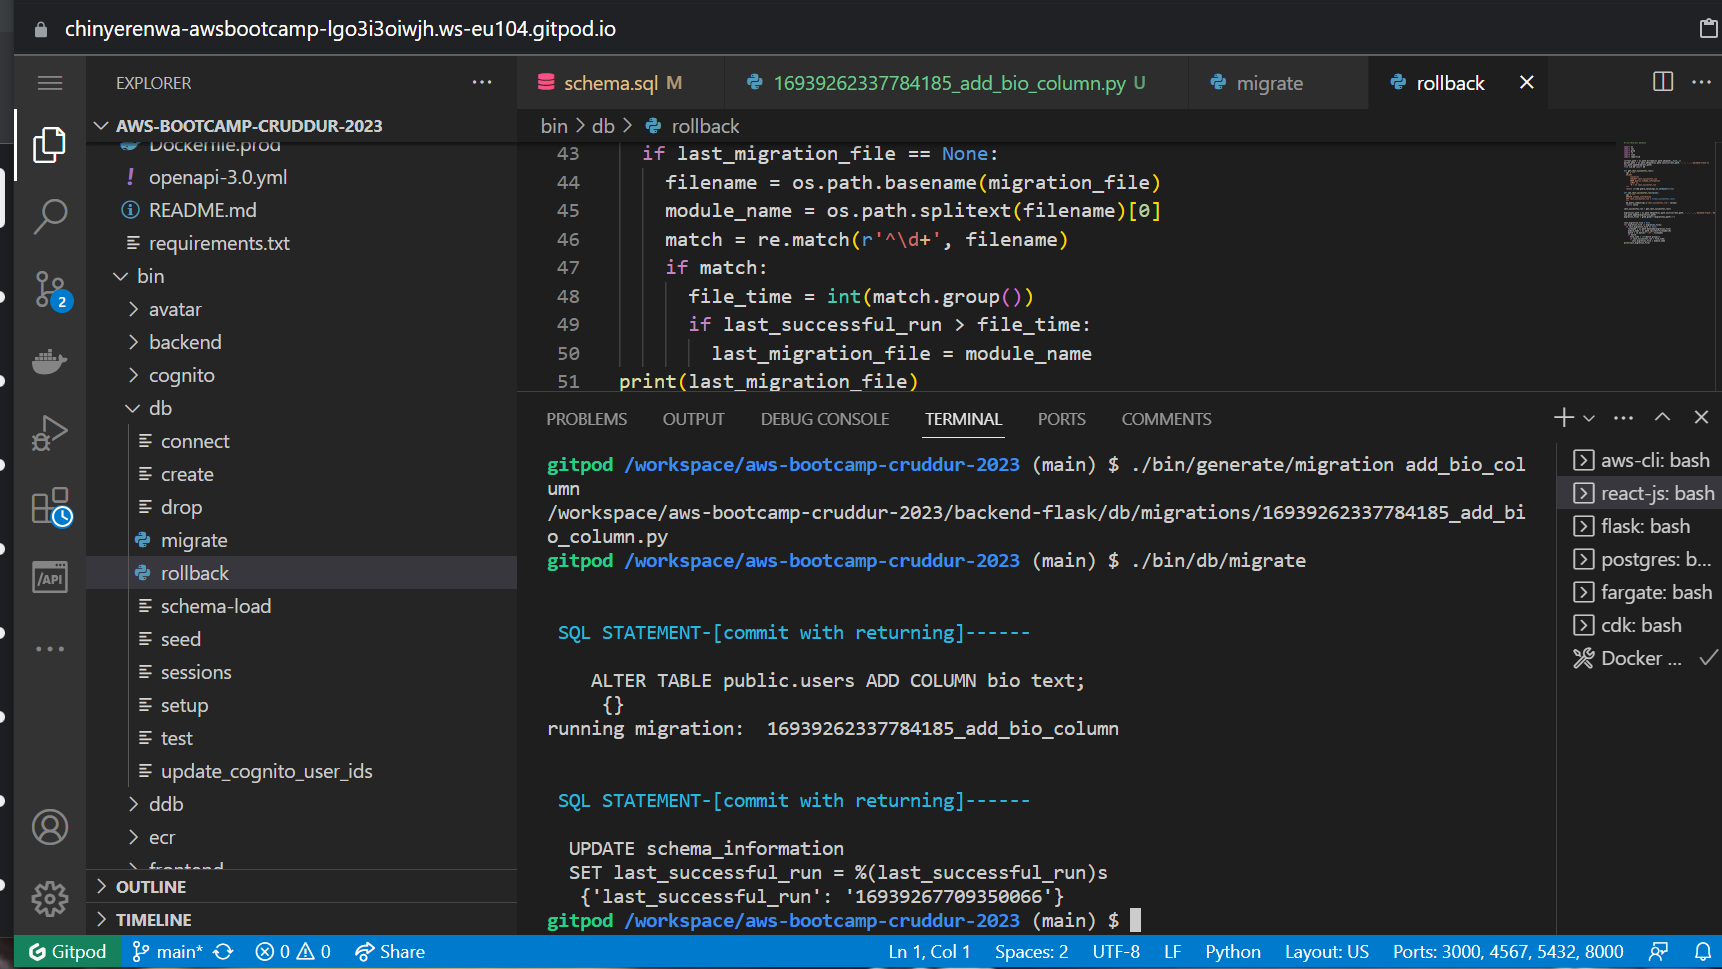 chinyerenwa-awsbootcamp-lgo3i3oiwjh.ws-eu104.gitpod.io
EXPLORER
schema.sql M
16939262337784185_add_bio_column.py U
migrate
rollback
AWS-BOOTCAMP-CRUDDUR-2023
bin > db > rollback
Dockerfile.prod
openapi-3.0.yml
README.md
requirements.txt
bin
avatar
backend
cognito
db
connect
create
drop
migrate
rollback
schema-load
seed
sessions
setup
test
update_cognito_user_ids
ddb
ecr
frontend
OUTLINE
TIMELINE
2
/API
43 if last_migration_file == None:
44 filename = os.path.basename(migration_file)
45 module_name = os.path.splitext(filename)[0]
46 match = re.match(r'^\d+', filename)
47 if match:
48 file_time = int(match.group())
49 if last_successful_run > file_time:
50 last_migration_file = module_name
51 print(last_migration_file)
PROBLEMS OUTPUT DEBUG CONSOLE TERMINAL PORTS COMMENTS
gitpod /workspace/aws-bootcamp-cruddur-2023 (main) $ ./bin/generate/migration add_bio_col
umn
/workspace/aws-bootcamp-cruddur-2023/backend-flask/db/migrations/16939262337784185_add_bi
o_column.py
gitpod /workspace/aws-bootcamp-cruddur-2023 (main) $ ./bin/db/migrate
SQL STATEMENT-[commit with returning]------
ALTER TABLE public.users ADD COLUMN bio text;
{}
running migration:  16939262337784185_add_bio_column
SQL STATEMENT-[commit with returning]------
UPDATE schema_information
SET last_successful_run = %(last_successful_run)s
{'last_successful_run': '16939267709350066'}
gitpod /workspace/aws-bootcamp-cruddur-2023 (main) $
aws-cli: bash
react-js: bash
flask: bash
postgres: b...
fargate: bash
cdk: bash
Docker ...
Gitpod main* 0 0 Share Ln 1, Col 1 Spaces: 2 UTF-8 LF Python Layout: US Ports: 3000, 4567, 5432, 8000